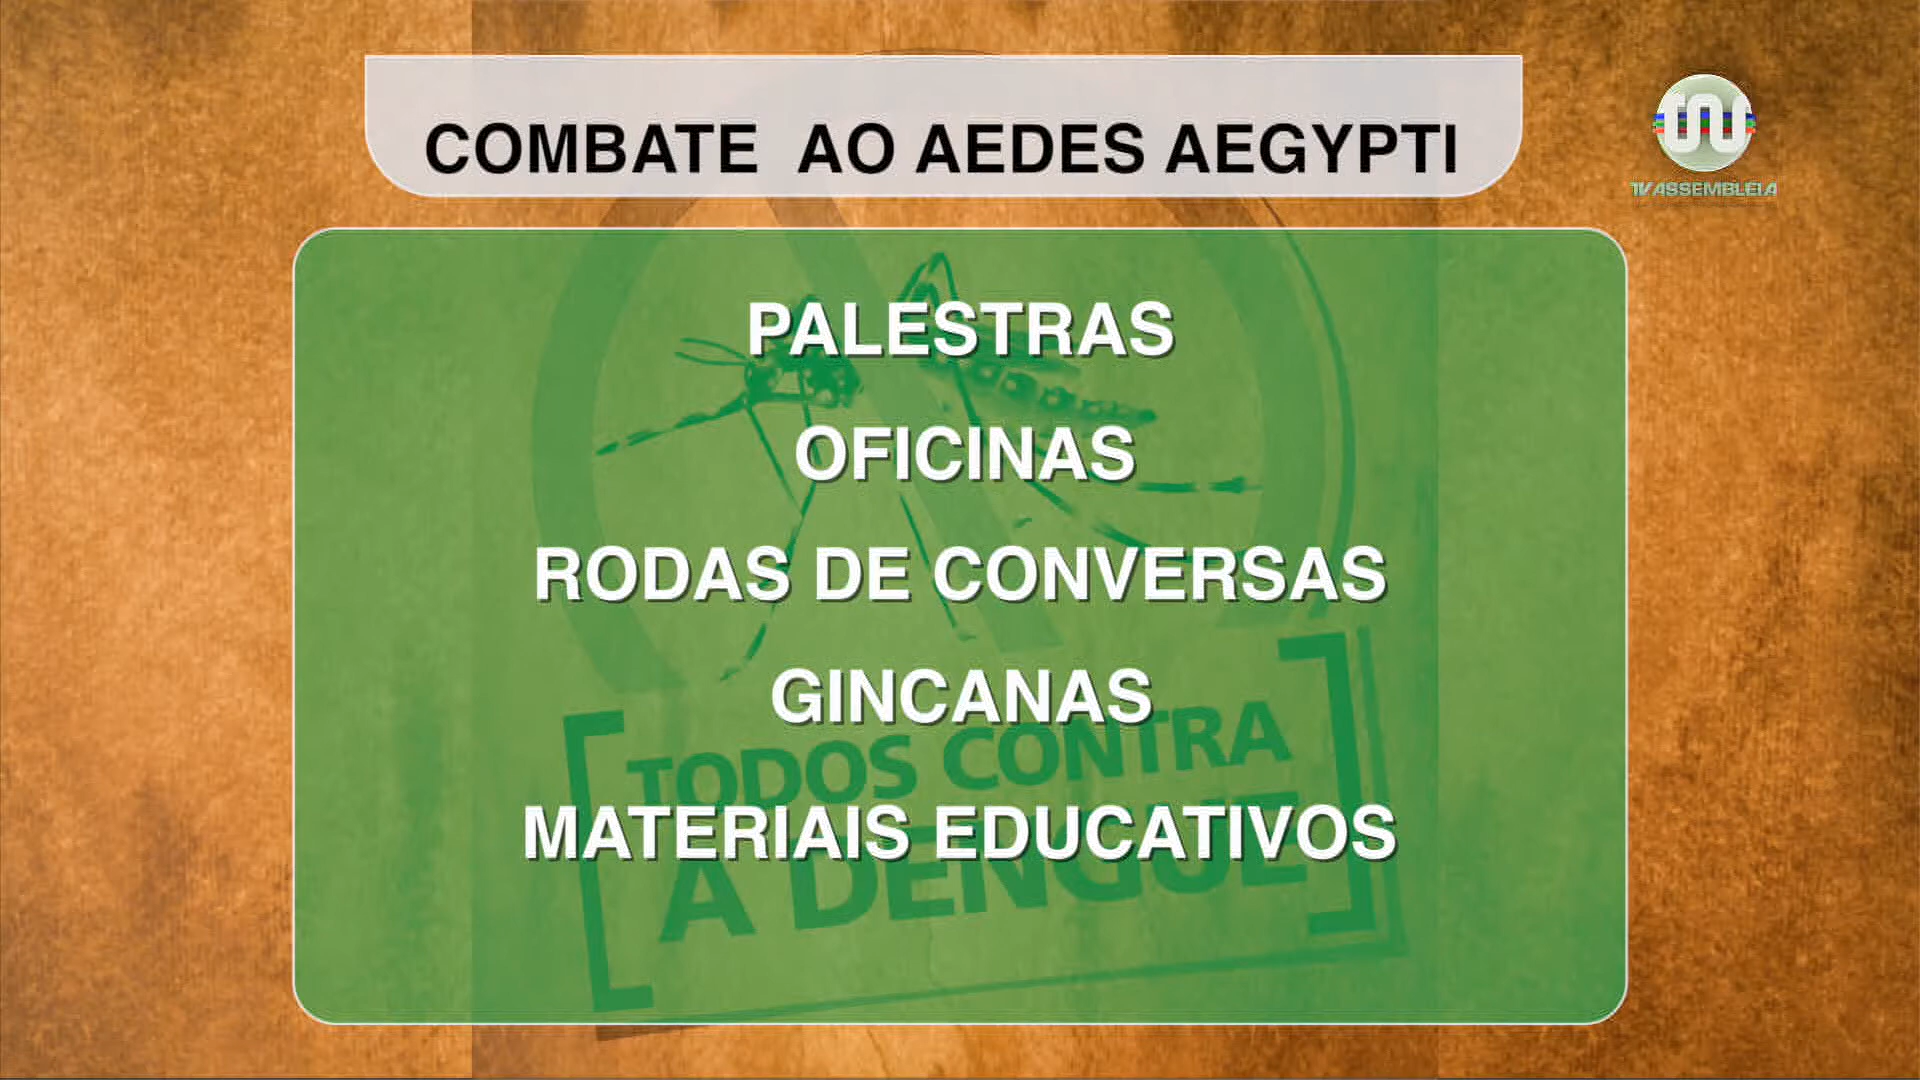 COMBATE AO AEDES AEGYPTI
TV ASSEMBLEIA
PALESTRAS
OFICINAS
RODAS DE CONVERSAS
GINCANAS
TODOS CONTRA
MATERIAIS EDUCATIVOS
A DENGUE